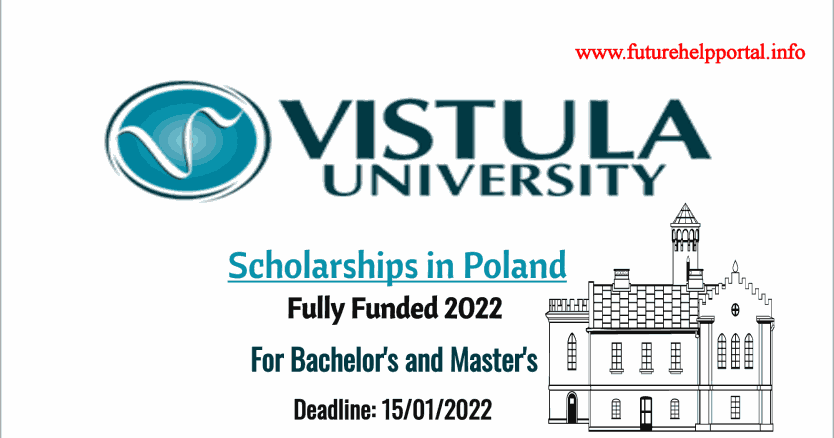 www.futurehelpportal.info
VISTULA
UNIVERSITY
Scholarships in Poland
Fully Funded 2022
For Bachelor's and Master's
Deadline: 15/01/2022